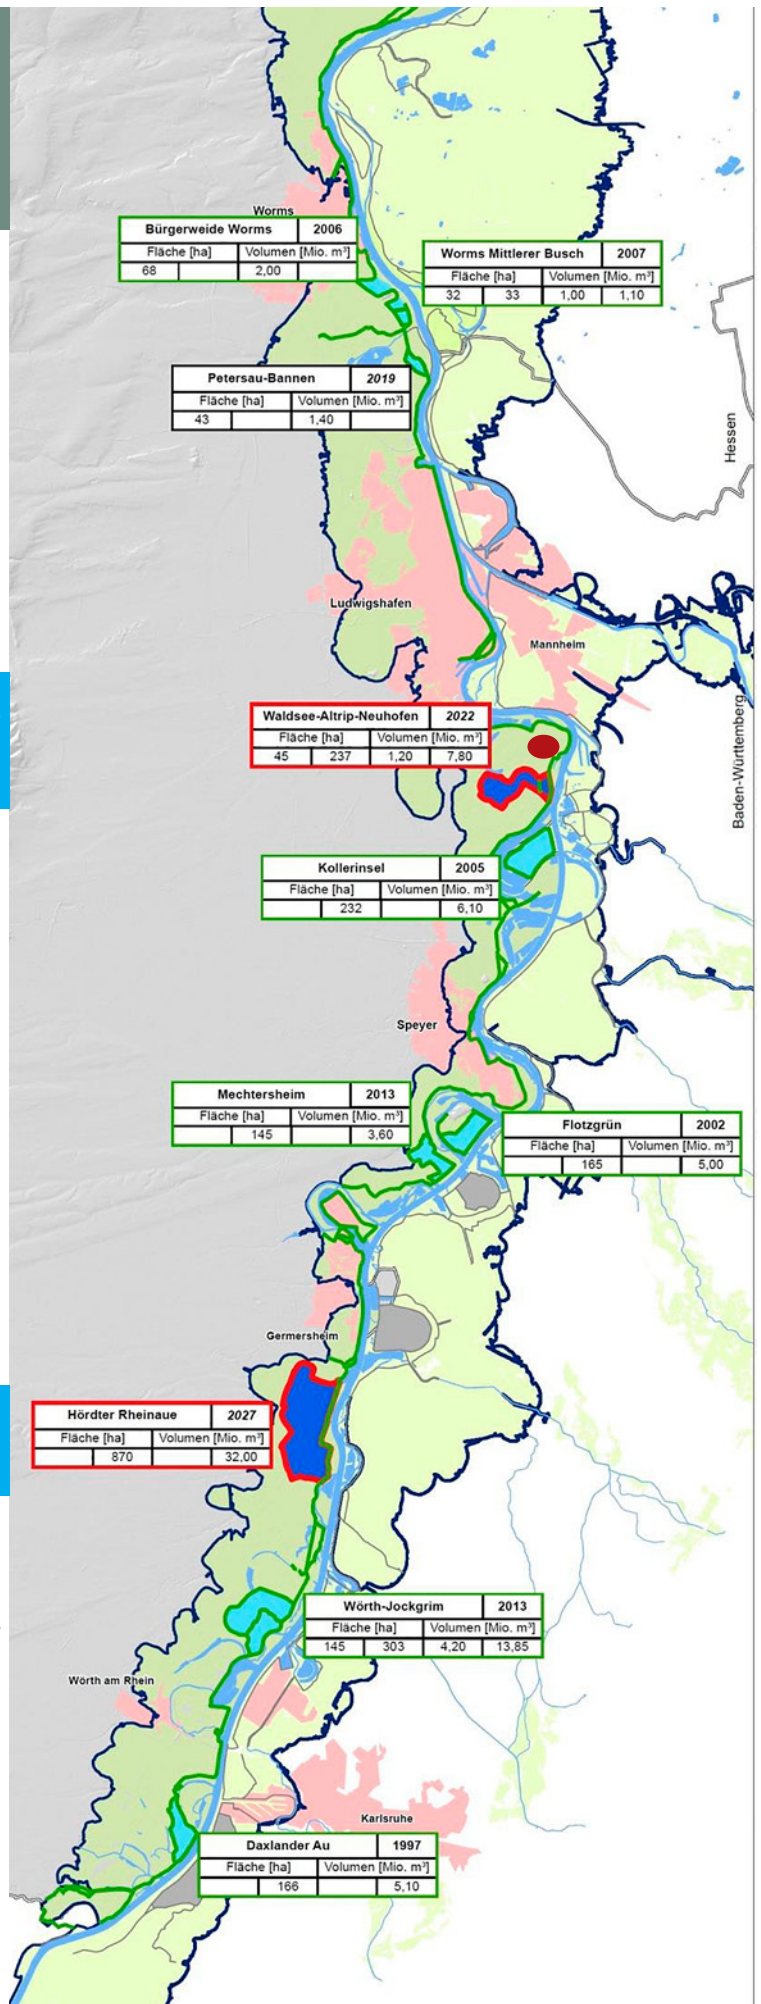 Worms
Bürgerweide Worms 2006
Fläche [ha] Volumen [Mio. m³]
68 2,00
Worms Mittlerer Busch 2007
Fläche [ha] Volumen [Mio. m³]
32 33 1,00 1,10
Petersau-Bannen 2019
Fläche [ha] Volumen [Mio. m³]
43 1,40
Hessen
Ludwigshafen
Mannheim
Baden-Württemberg
Waldsee-Altrip-Neuhofen 2022
Fläche [ha] Volumen [Mio. m³]
45 237 1,20 7,80
Kollerinsel 2005
Fläche [ha] Volumen [Mio. m³]
232 6,10
Speyer
Mechtersheim 2013
Fläche [ha] Volumen [Mio. m³]
145 3,60
Flotzgrün 2002
Fläche [ha] Volumen [Mio. m³]
165 5,00
Germersheim
Hördter Rheinaue 2027
Fläche [ha] Volumen [Mio. m³]
870 32,00
Wörth-Jockgrim 2013
Fläche [ha] Volumen [Mio. m³]
145 303 4,20 13,85
Wörth am Rhein
Karlsruhe
Daxlander Au 1997
Fläche [ha] Volumen [Mio. m³]
166 5,10